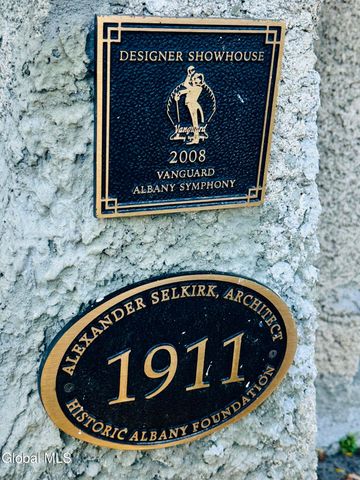 DESIGNER SHOWHOUSE
Vanguard
2008
VANGUARD
ALBANY SYMPHONY
ALEXANDER SELKIRK, ARCHITECT
1911
HISTORIC ALBANY FOUNDATION
Global MLS